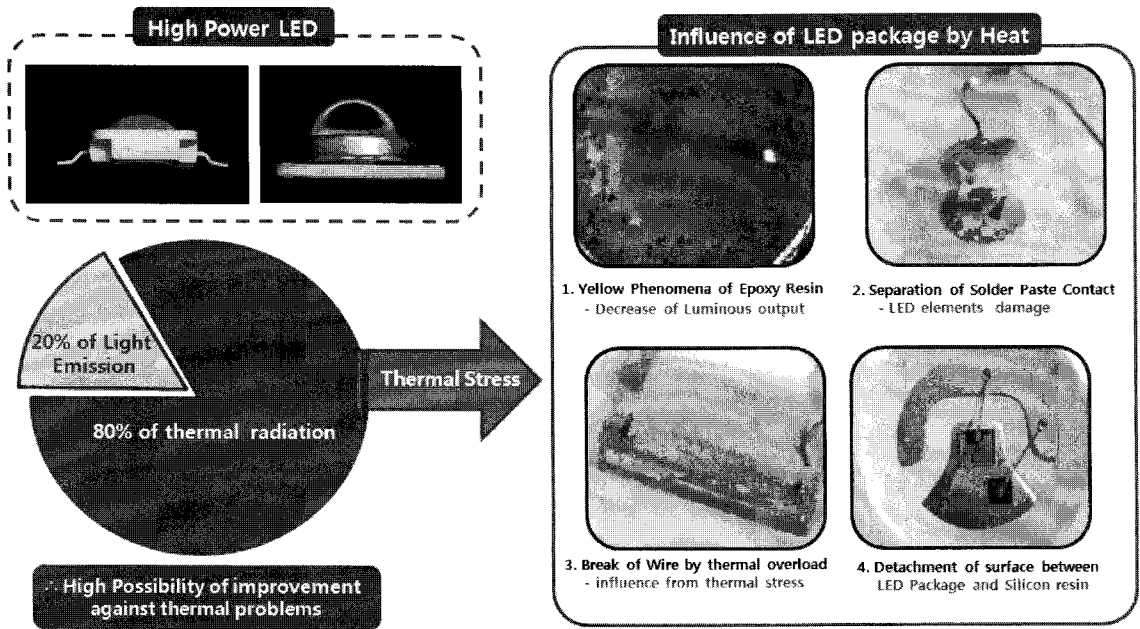 High Power LED
20% of Light
Emission
80% of thermal radiation
Thermal Stress
∴ High Possibility of improvement
against thermal problems
Influence of LED package by Heat
1. Yellow Phenomena of Epoxy Resin
- Decrease of Luminous output
2. Separation of Solder Paste Contact
- LED elements damage
3. Break of Wire by thermal overload
- influence from thermal stress
4. Detachment of surface between
LED Package and Silicon resin